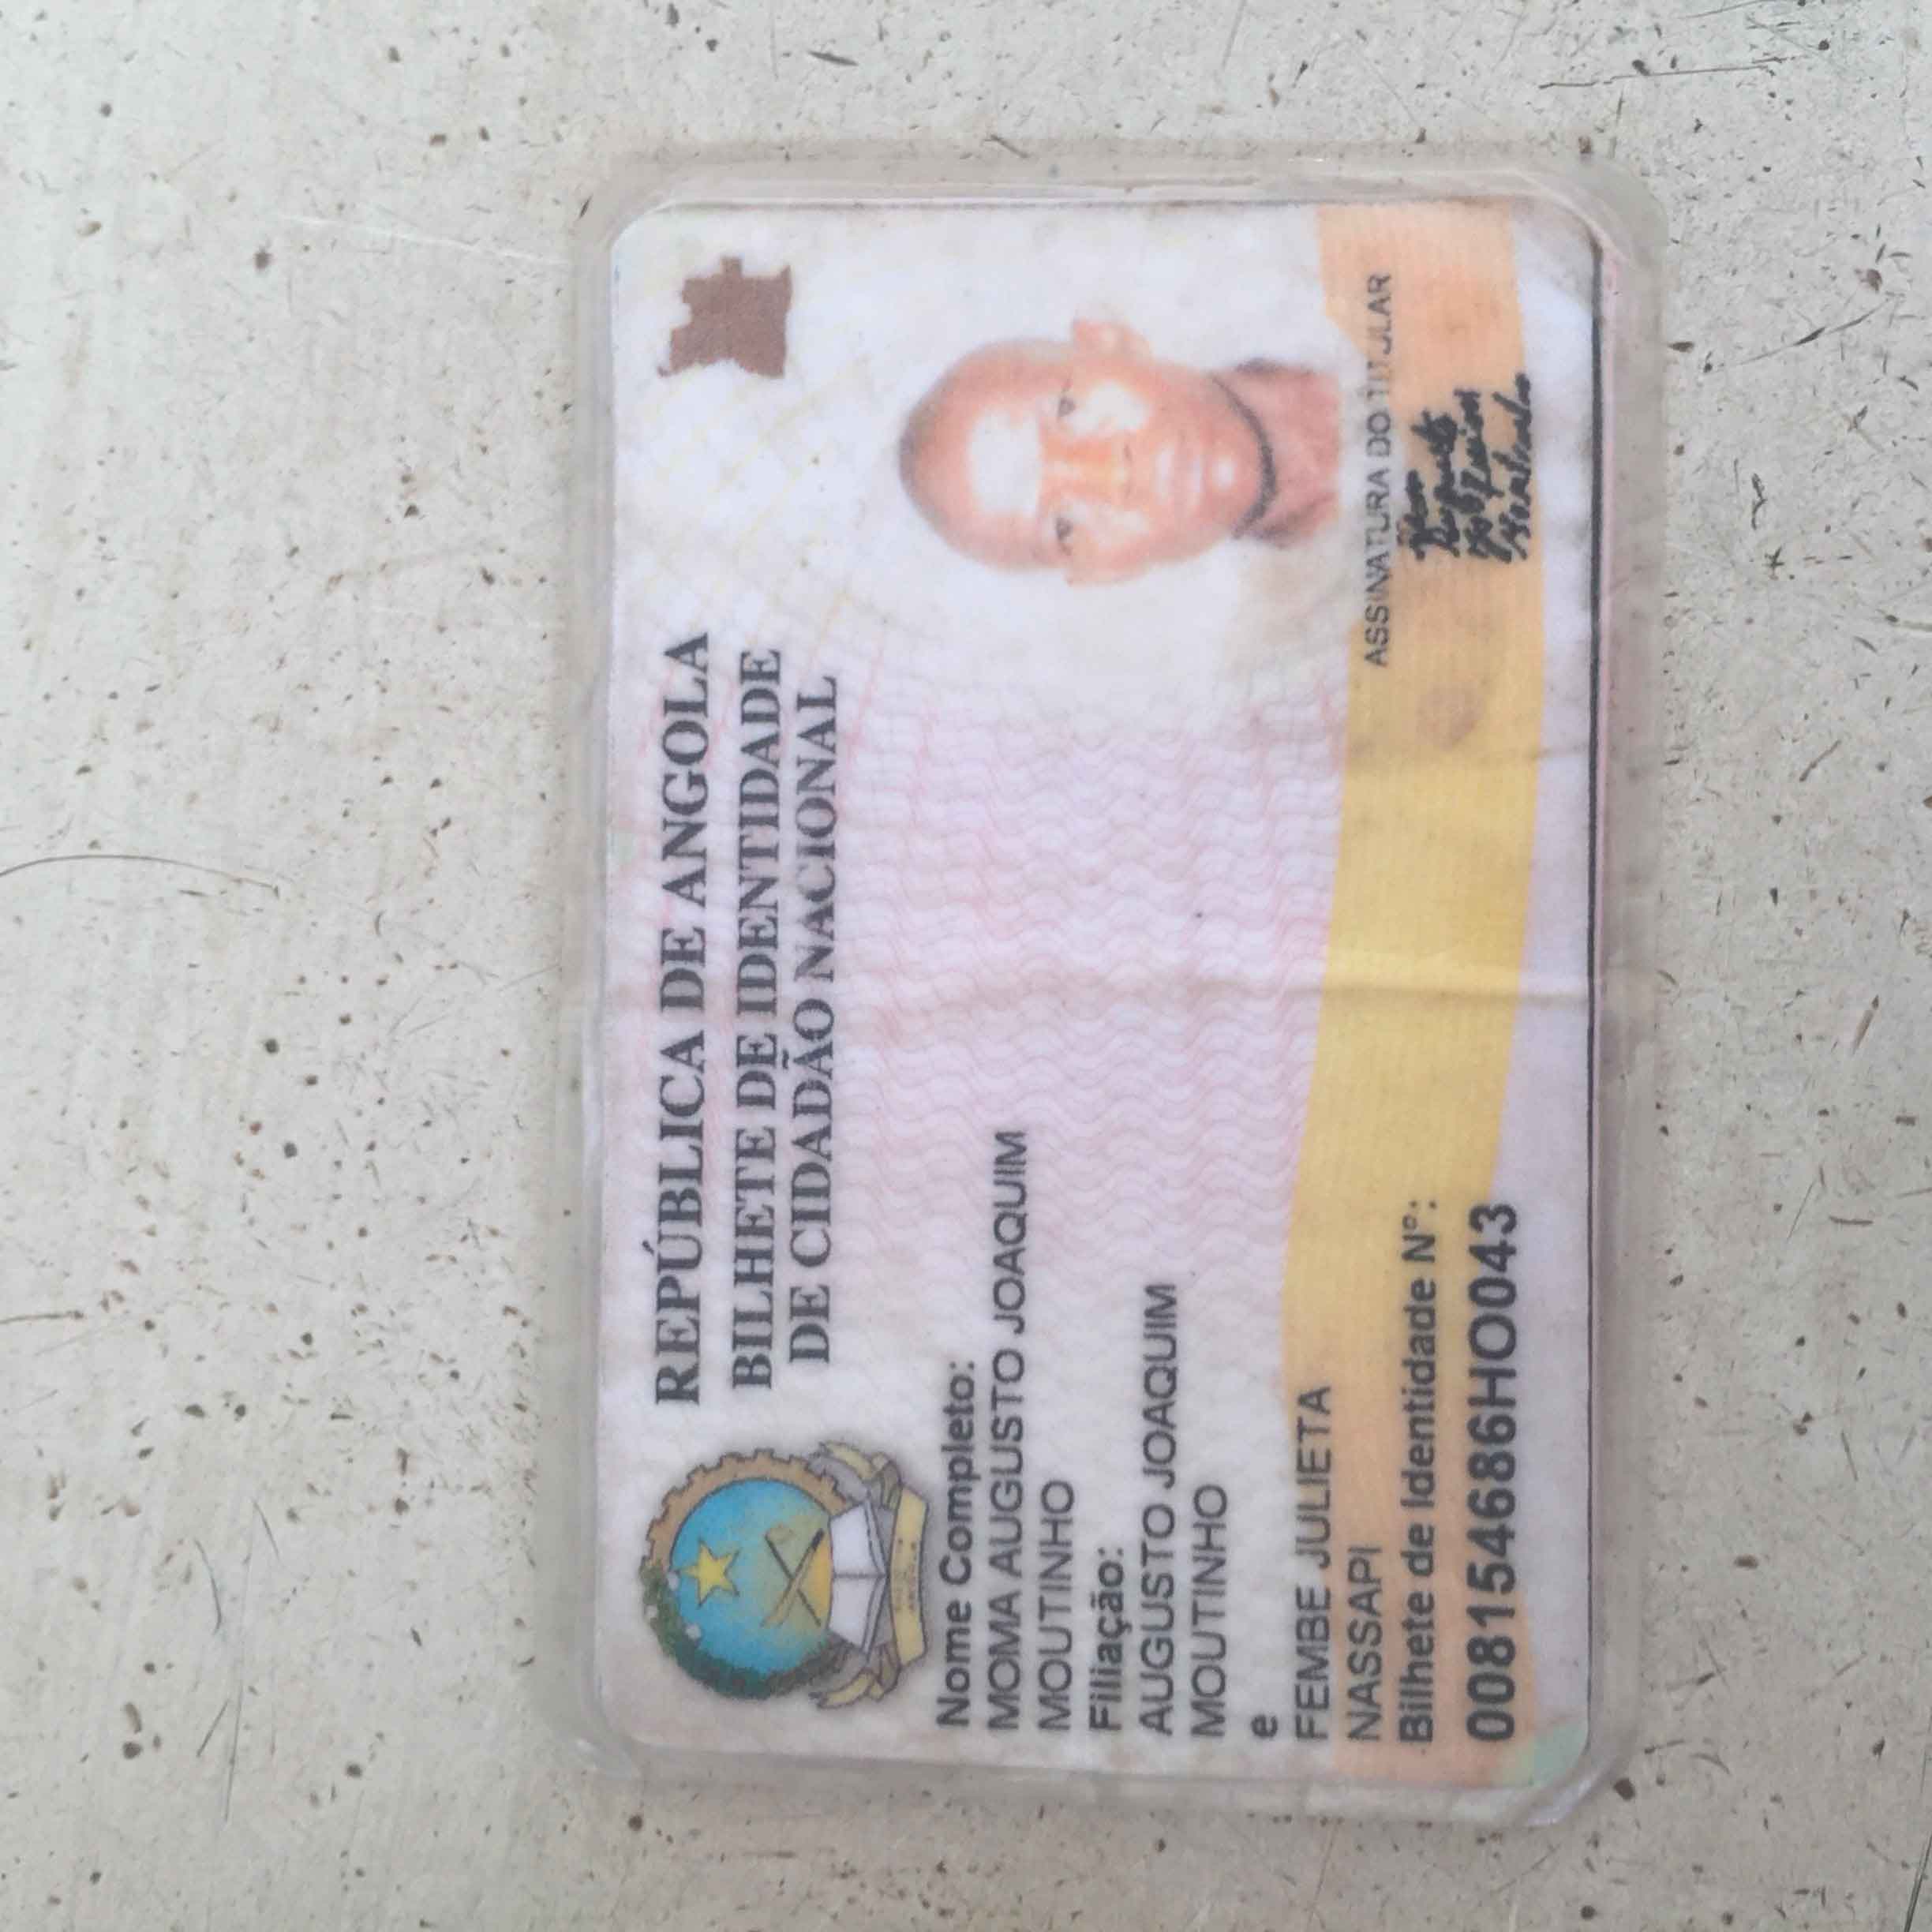 REPÚBLICA DE ANGOLA
BILHETE DE IDENTIDADE
DE CIDADÃO NACIONAL
Nome Completo:
MOMA AUGUSTO JOAQUIM
MOUTINHO
Filiação:
AUGUSTO JOAQUIM
MOUTINHO
e
FEMBE JULIETA
NASSAPI
Bilhete de Identidade Nº:
008154686HO043
ASSINATURA DO TITULAR
Moma
Augusto
Joaquim
Moutinho